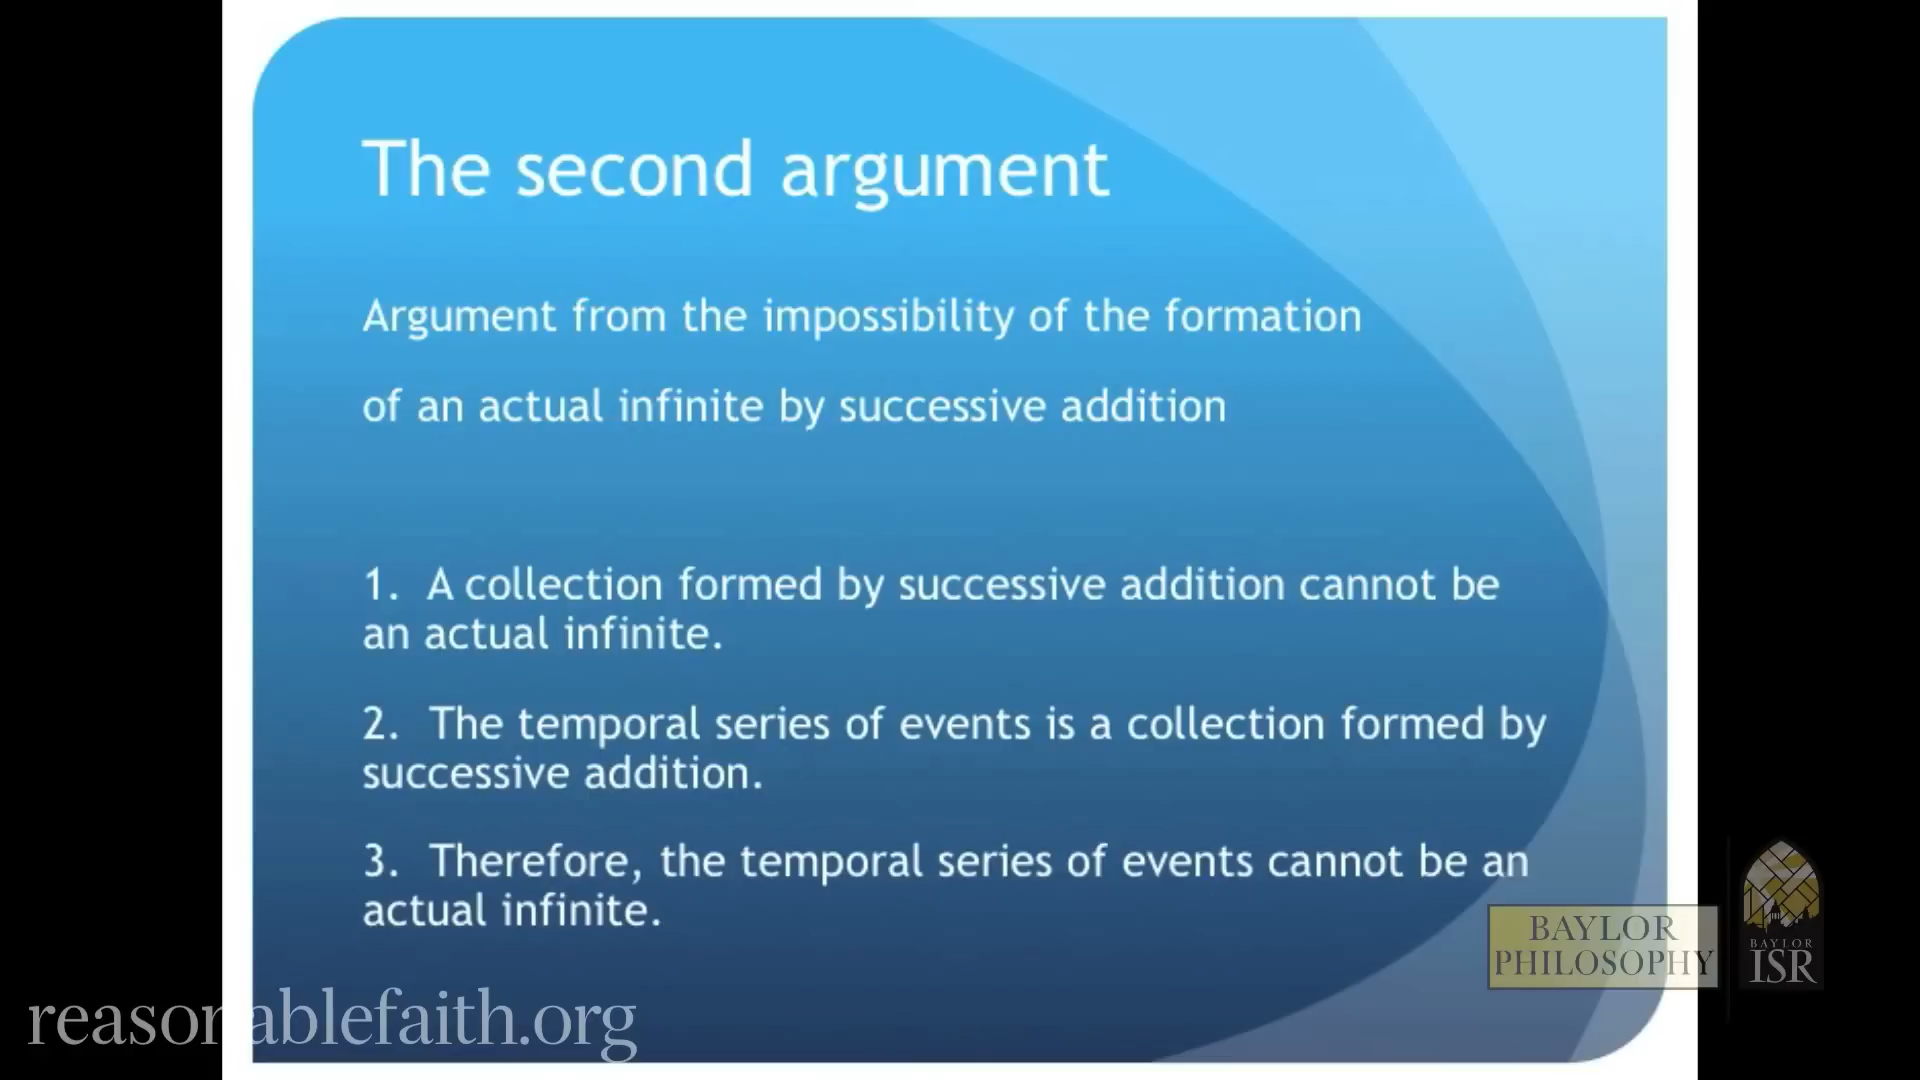 The second argument
Argument from the impossibility of the formation
of an actual infinite by successive addition
1. A collection formed by successive addition cannot be
an actual infinite.
2. The temporal series of events is a collection formed by
successive addition.
3. Therefore, the temporal series of events cannot be an
actual infinite.
BAYLOR
PHILOSOPHY
BAYLOR
ISR
reasonablefaith.org